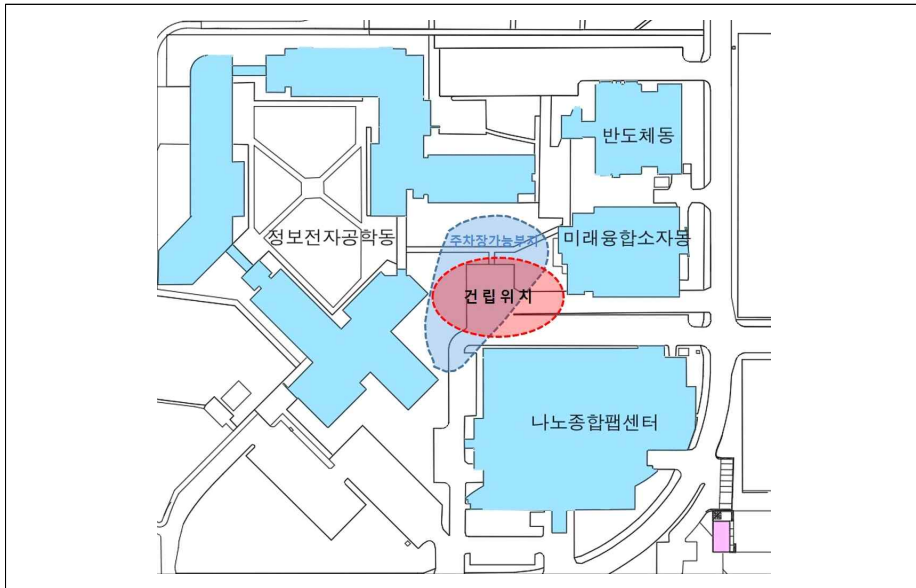 반도체동
정보전자공학동
주차장가능부지
미래융합소자동
건립위치
나노종합팹센터